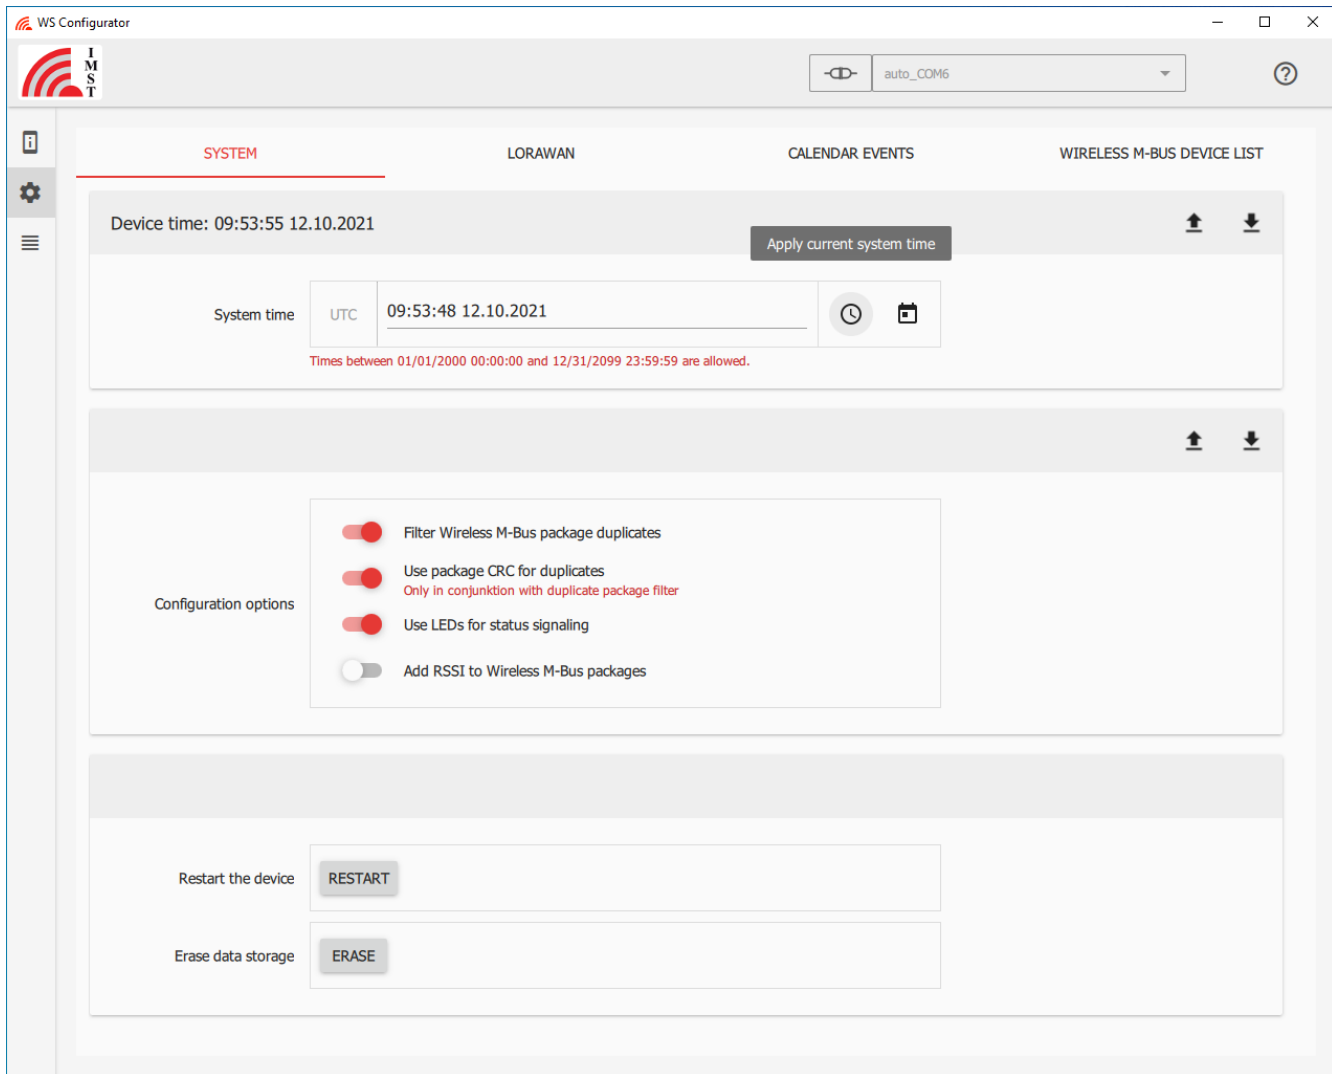 WS Configurator
I
M
S
T
auto_COM6
SYSTEM LORAWAN CALENDAR EVENTS WIRELESS M-BUS DEVICE LIST
Device time: 09:53:55 12.10.2021
Apply current system time
System time UTC 09:53:48 12.10.2021
Times between 01/01/2000 00:00:00 and 12/31/2099 23:59:59 are allowed.
Filter Wireless M-Bus package duplicates
Use package CRC for duplicates
Only in conjunktion with duplicate package filter
Configuration options
Use LEDs for status signaling
Add RSSI to Wireless M-Bus packages
Restart the device RESTART
Erase data storage ERASE